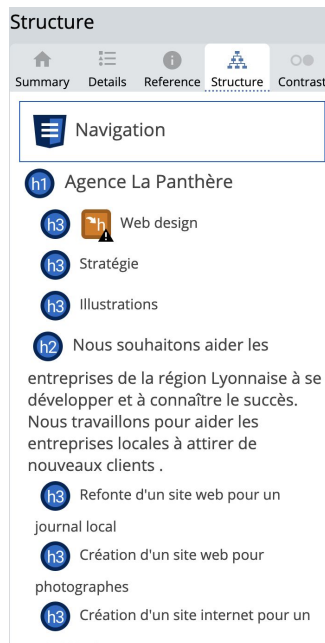 Structure
Summary Details Reference Structure Contrast
Navigation
h1 Agence La Panthère
h3 h Web design
h3 Stratégie
h3 Illustrations
h2 Nous souhaitons aider les
entreprises de la région Lyonnaise à se
développer et à connaître le succès.
Nous travaillons pour aider les
entreprises locales à attirer de
nouveaux clients .
h3 Refonte d'un site web pour un
journal local
h3 Création d'un site web pour
photographes
h3 Création d'un site internet pour un